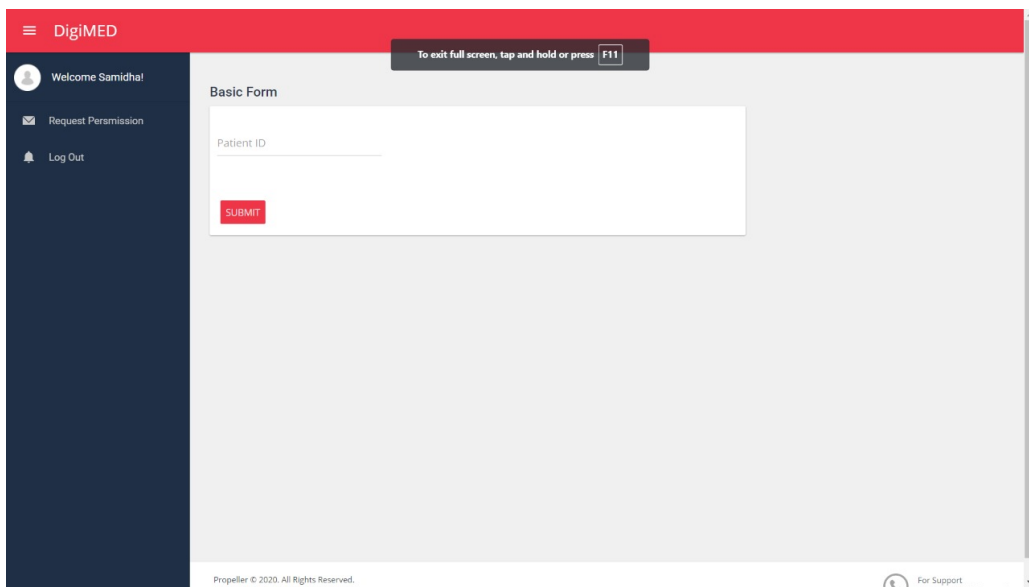 DigiMED
To exit full screen, tap and hold or press F11
Welcome Samidha!
Request Persmission
Log Out
Basic Form
Patient ID
SUBMIT
Propeller © 2020. All Rights Reserved.
For Support